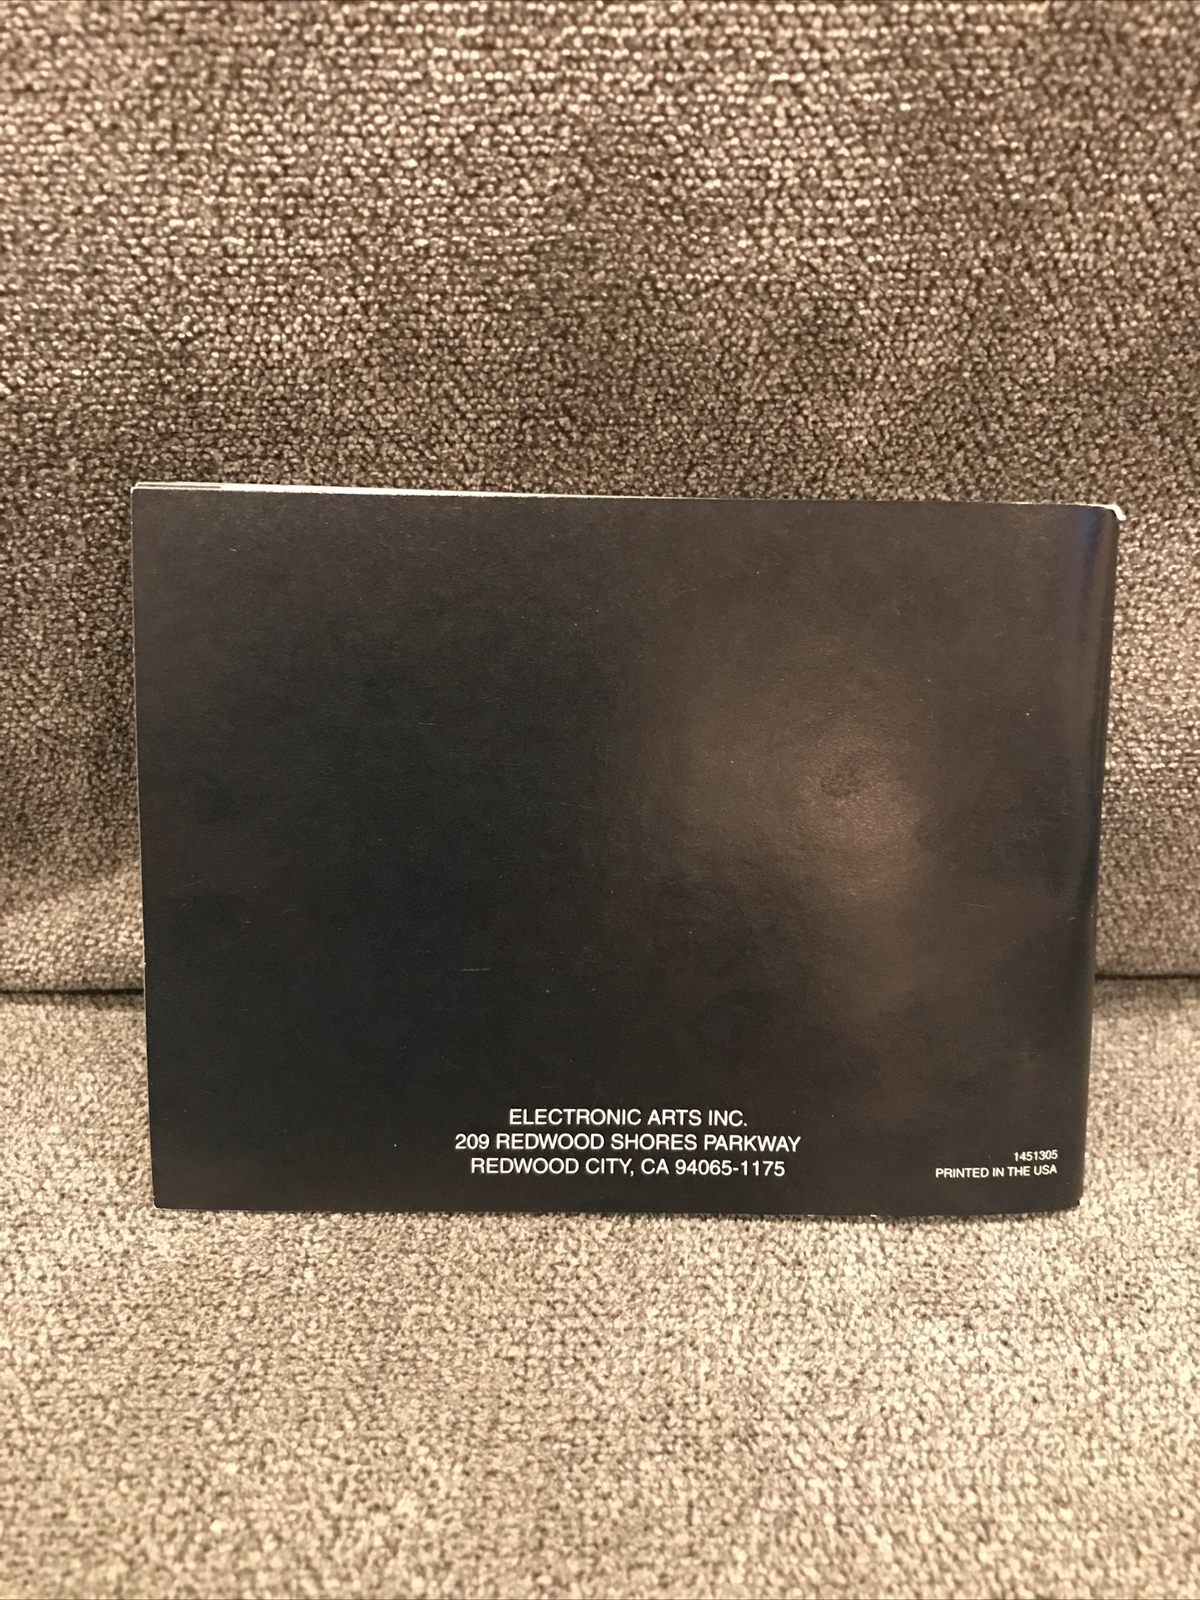 ELECTRONIC ARTS INC.
209 REDWOOD SHORES PARKWAY
REDWOOD CITY, CA 94065-1175
1451305
PRINTED IN THE USA